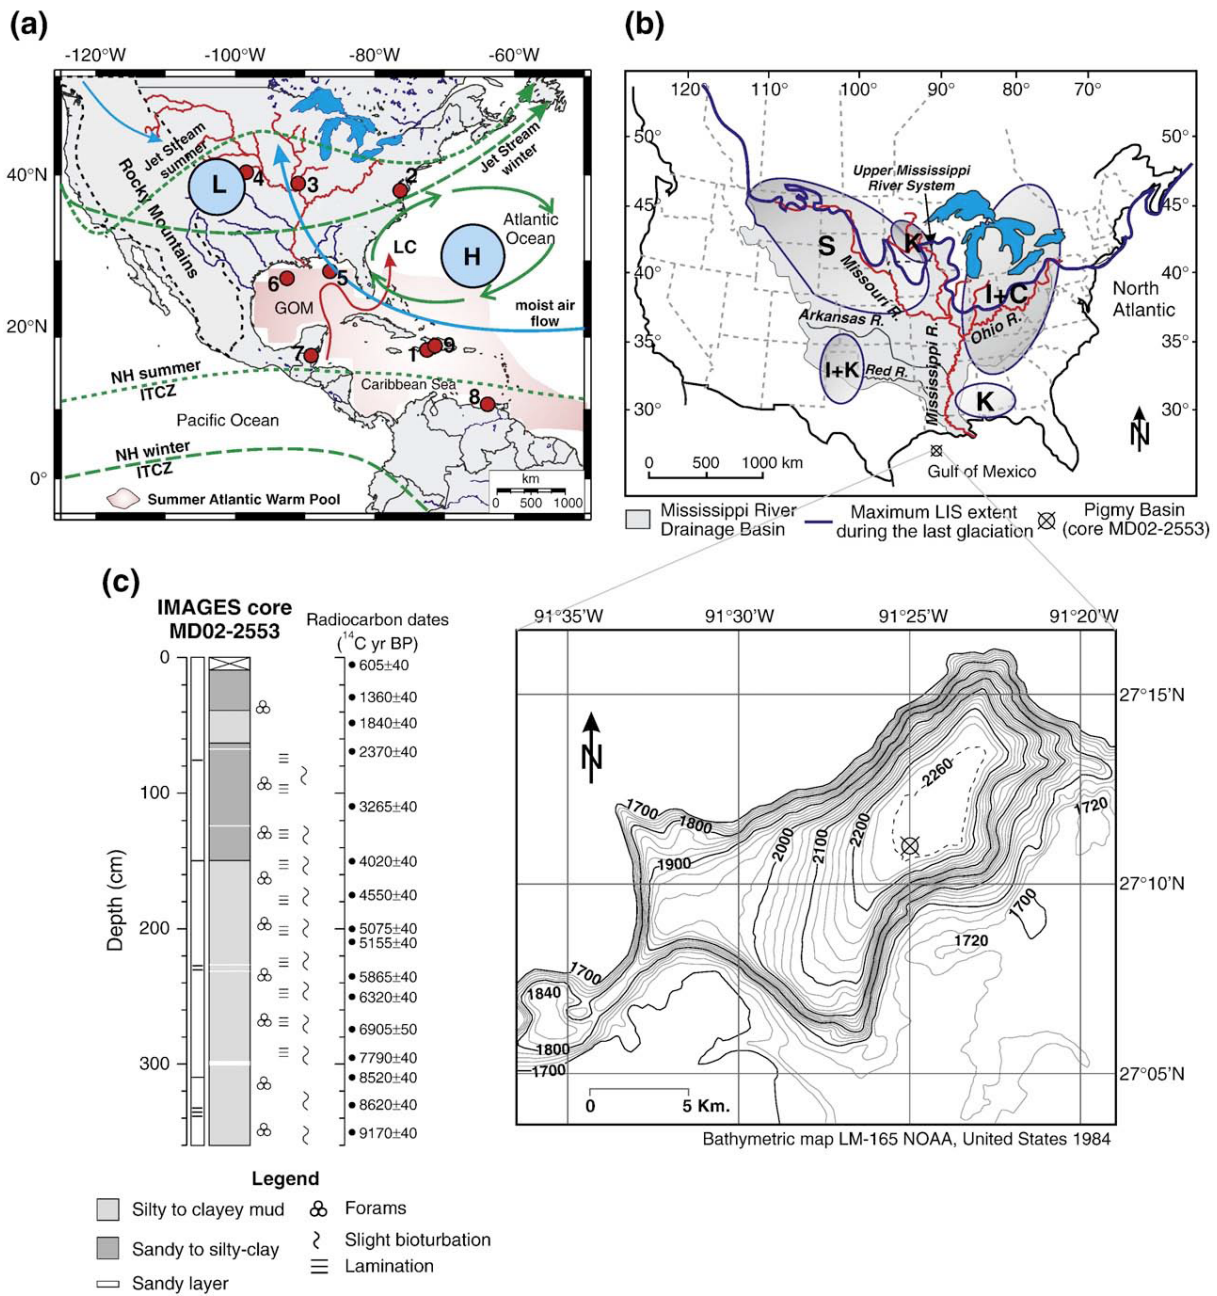 (a)
-120°W -100°W -80°W -60°W
40°N
20°N
0°
Jet Stream
summer
Jet Stream
winter
Rocky Mountains
L
4
3
2
H
Atlantic
Ocean
LC
6
5
GOM
moist air
flow
7
1
9
NH summer
ITCZ
Caribbean Sea
8
Pacific Ocean
NH winter
ITCZ
km
0 500 1000
Summer Atlantic Warm Pool
(b)
120° 110° 100° 90° 80° 70°
50° 50°
45° 45°
40° 40°
35° 35°
30° 30°
Upper Mississippi
River System
S
K
Missouri R.
I+C
North
Atlantic
Arkansas R.
Ohio R.
I+K
Red R.
Mississippi R.
K
N
0 500 1000 km
Gulf of Mexico
Mississippi River
Drainage Basin
Maximum LIS extent
during the last glaciation
Pigmy Basin
(core MD02-2553)
(c)
IMAGES core
MD02-2553
Radiocarbon dates
(14C yr BP)
Depth (cm)
0
100
200
300
605±40
1360±40
1840±40
2370±40
3265±40
4020±40
4550±40
5075±40
5155±40
5865±40
6320±40
6905±50
7790±40
8520±40
8620±40
9170±40
91°35'W 91°30'W 91°25'W 91°20'W
27°15'N
27°10'N
27°05'N
N
2260
1700
1800
1900
2000
2100
2200
1720
1700
1720
1700
1840
1800
1700
0 5 Km.
Bathymetric map LM-165 NOAA, United States 1984
Legend
Silty to clayey mud
Sandy to silty-clay
Sandy layer
Forams
Slight bioturbation
Lamination